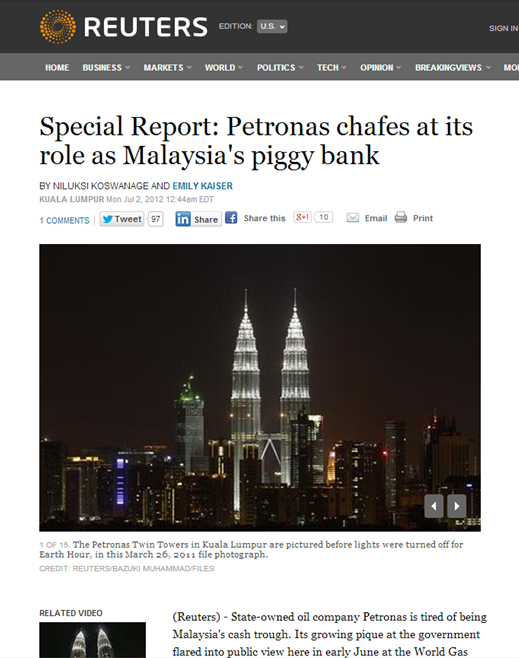 REUTERS EDITION: U.S. SIGN IN
HOME BUSINESS MARKETS WORLD POLITICS TECH OPINION BREAKINGVIEWS MO
Special Report: Petronas chafes at its
role as Malaysia's piggy bank
BY NILUKSI KOSWANAGE AND EMILY KAISER
KUALA LUMPUR Mon Jul 2, 2012 12:44am EDT
1 COMMENTS Tweet 97 in Share f Share this g+1 10 Email Print
1 OF 15. The Petronas Twin Towers in Kuala Lumpur are pictured before lights were turned off for
Earth Hour, in this March 26, 2011 file photograph.
CREDIT: REUTERS/BAZUKI MUHAMMAD/FILES
RELATED VIDEO
(Reuters) - State-owned oil company Petronas is tired of being
Malaysia's cash trough. Its growing pique at the government
flared into public view here in early June at the World Gas